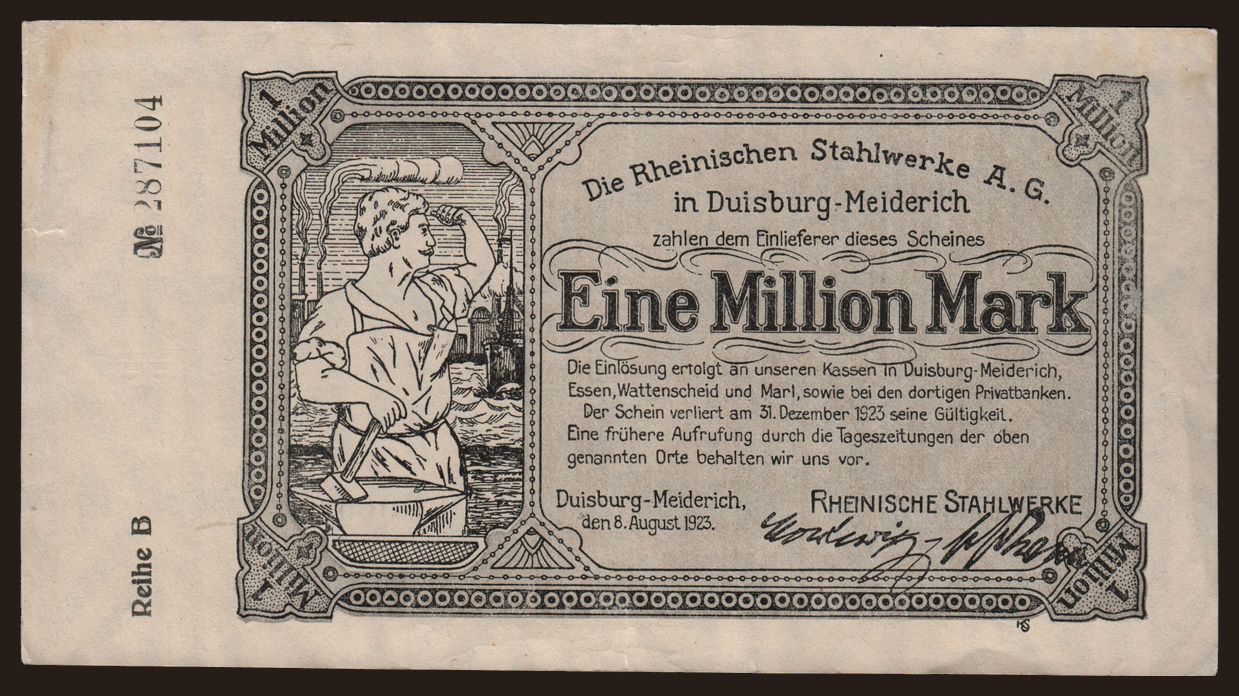 № 287104
Reihe B
1 Million
1 Million
Die Rheinischen Stahlwerke A. G.
in Duisburg-Meiderich
zahlen dem Einlieferer dieses Scheines
Eine Million Mark
Die Einlösung erfolgt an unseren Kassen in Duisburg-Meiderich,
Essen, Wattenscheid und Marl, sowie bei den dortigen Privatbanken.
Der Schein verliert am 31. Dezember 1923 seine Gültigkeit.
Eine frühere Aufrufung durch die Tageszeitungen der oben
genannten Orte behalten wir uns vor.
Duisburg-Meiderich,
den 8. August 1923.
RHEINISCHE STAHLWERKE
1 Million
1 Million